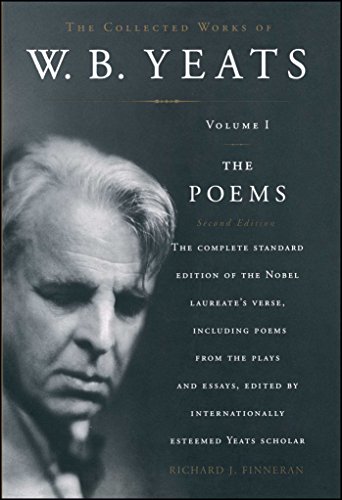 THE COLLECTED WORKS OF
W. B. YEATS
VOLUME I
THE
POEMS
Second Edition
THE COMPLETE STANDARD
EDITION OF THE NOBEL
LAUREATE'S VERSE,
INCLUDING POEMS
FROM THE PLAYS
AND ESSAYS, EDITED BY
INTERNATIONALLY
ESTEEMED YEATS SCHOLAR
RICHARD J. FINNERAN